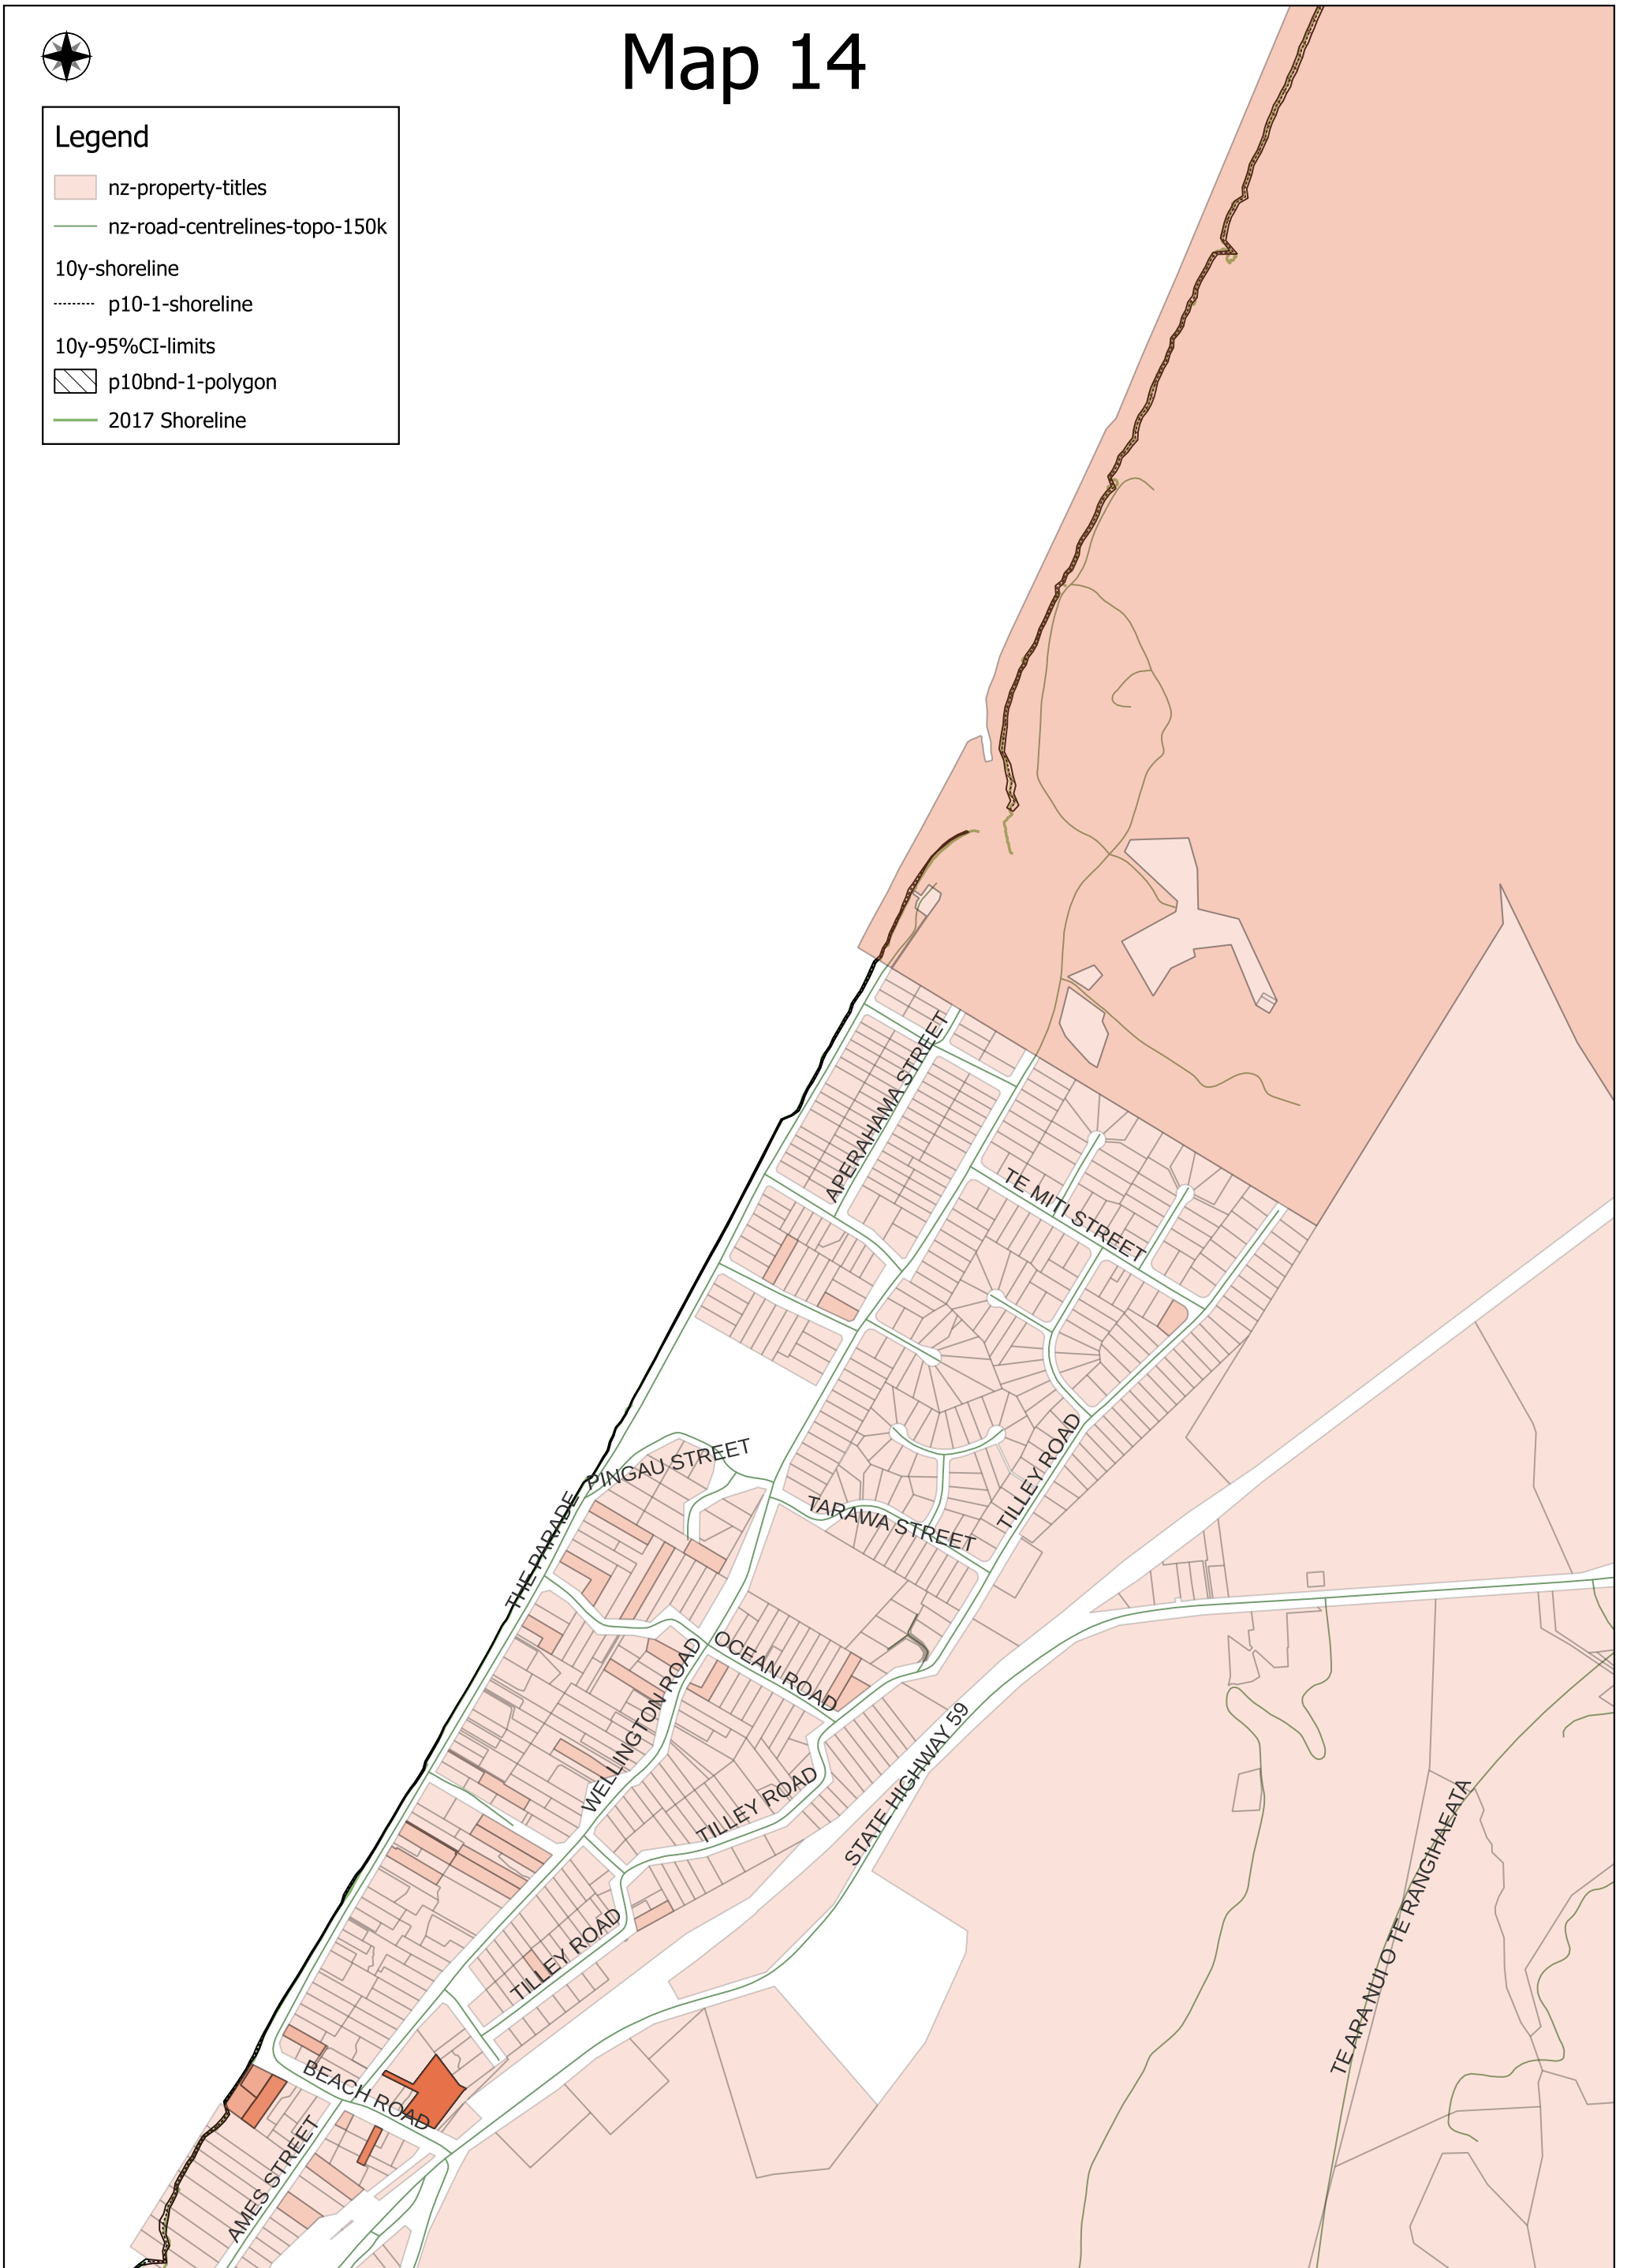 Map 14
Legend
nz-property-titles
nz-road-centrelines-topo-150k
10y-shoreline
p10-1-shoreline
10y-95%CI-limits
p10bnd-1-polygon
2017 Shoreline
APERAHAMA STREET
TE MITI STREET
PINGAU STREET
THE PARADE
TILLEY ROAD
TARAWA STREET
OCEAN ROAD
WELLINGTON ROAD
STATE HIGHWAY 59
TILLEY ROAD
TE ARA NUI O TE RANGIHAEATA
TILLEY ROAD
BEACH ROAD
AMES STREET